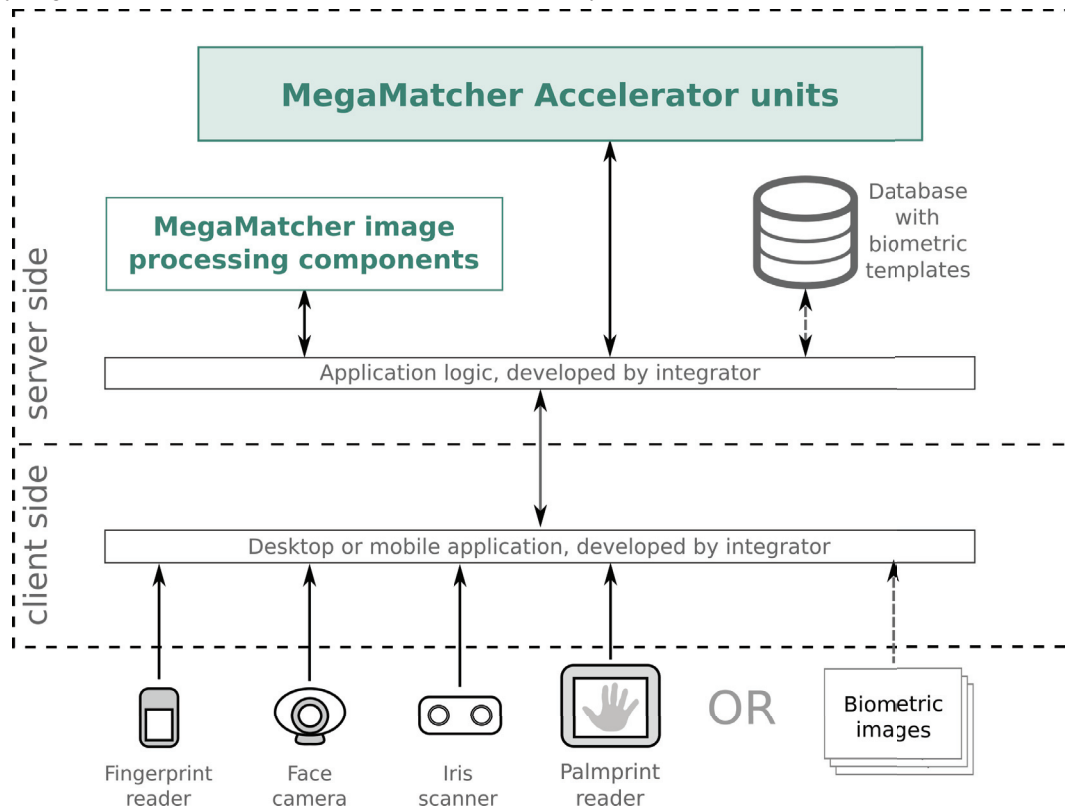 MegaMatcher Accelerator units
MegaMatcher image
processing components
Database
with
biometric
templates
server side
Application logic, developed by integrator
client side
Desktop or mobile application, developed by integrator
Fingerprint
reader
Face
camera
Iris
scanner
Palmprint
reader
OR
Biometric
images